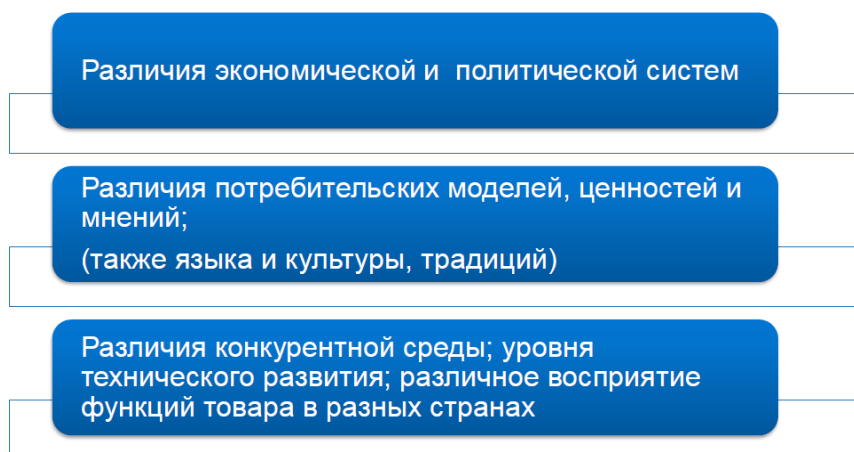 Различия экономической и политической систем
Различия потребительских моделей, ценностей и
мнений;
(также языка и культуры, традиций)
Различия конкурентной среды; уровня
технического развития; различное восприятие
функций товара в разных странах